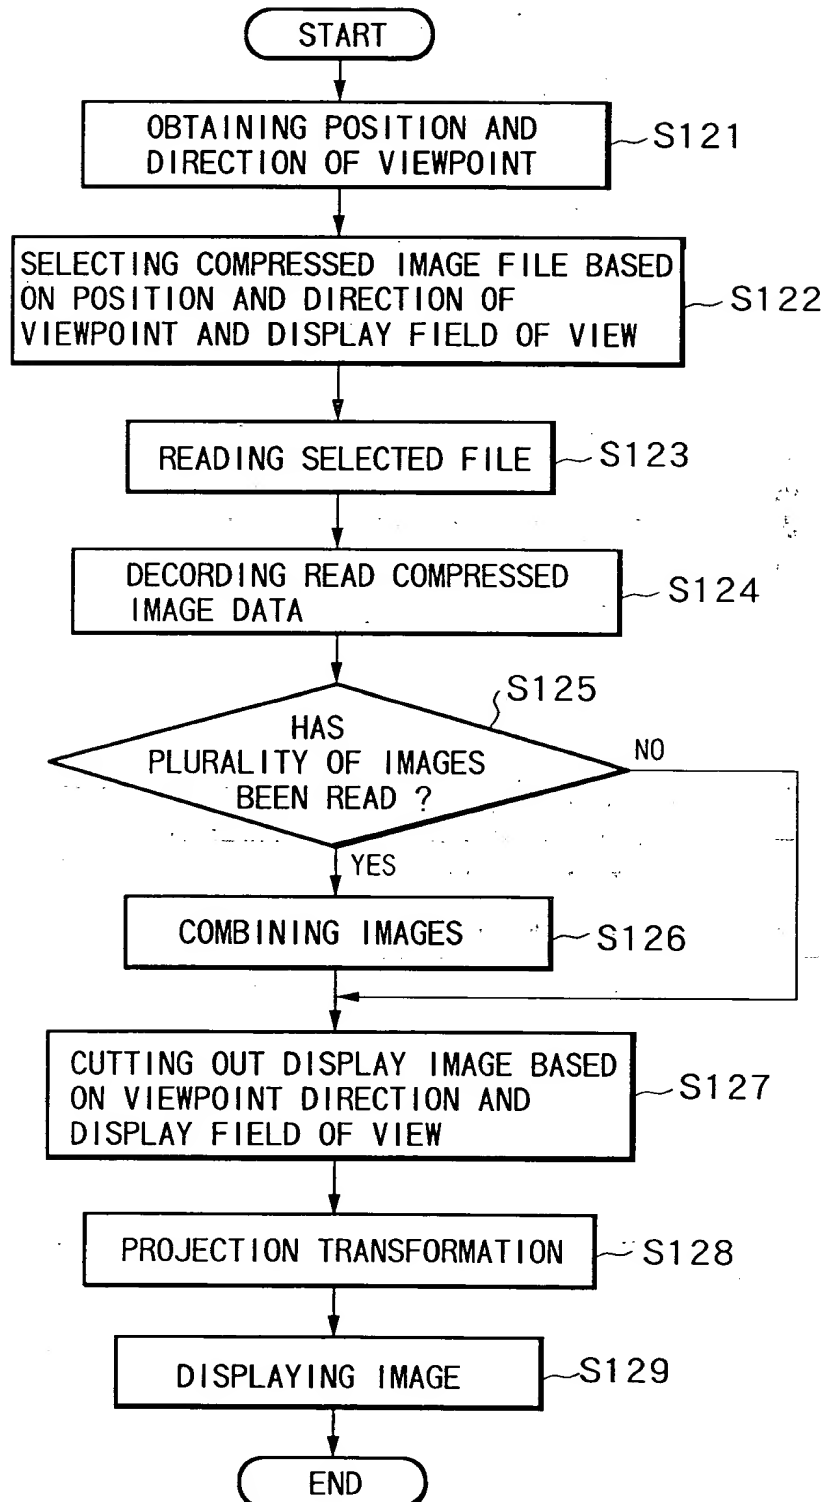 START
OBTAINING POSITION AND
DIRECTION OF VIEWPOINT
S121
SELECTING COMPRESSED IMAGE FILE BASED
ON POSITION AND DIRECTION OF
VIEWPOINT AND DISPLAY FIELD OF VIEW
S122
READING SELECTED FILE
S123
DECORDING READ COMPRESSED
IMAGE DATA
S124
S125
HAS
PLURALITY OF IMAGES
BEEN READ ?
NO
YES
COMBINING IMAGES
S126
CUTTING OUT DISPLAY IMAGE BASED
ON VIEWPOINT DIRECTION AND
DISPLAY FIELD OF VIEW
S127
PROJECTION TRANSFORMATION
S128
DISPLAYING IMAGE
S129
END